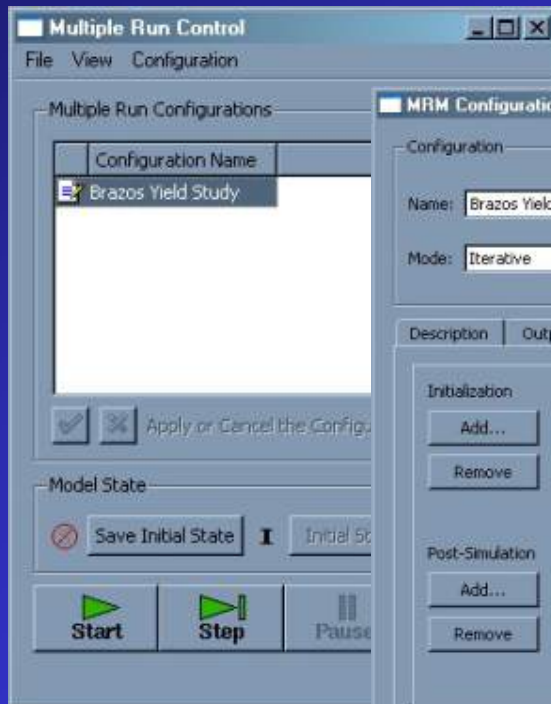 Multiple Run Control
File View Configuration
Multiple Run Configurations
Configuration Name
Brazos Yield Study
Apply or Cancel the Configu
Model State
Save Initial State
Initial St
Start
Step
Pause
MRM Configuratio
Configuration
Name: Brazos Yield
Mode: Iterative
Description Outp
Initialization
Add...
Remove
Post-Simulation
Add...
Remove